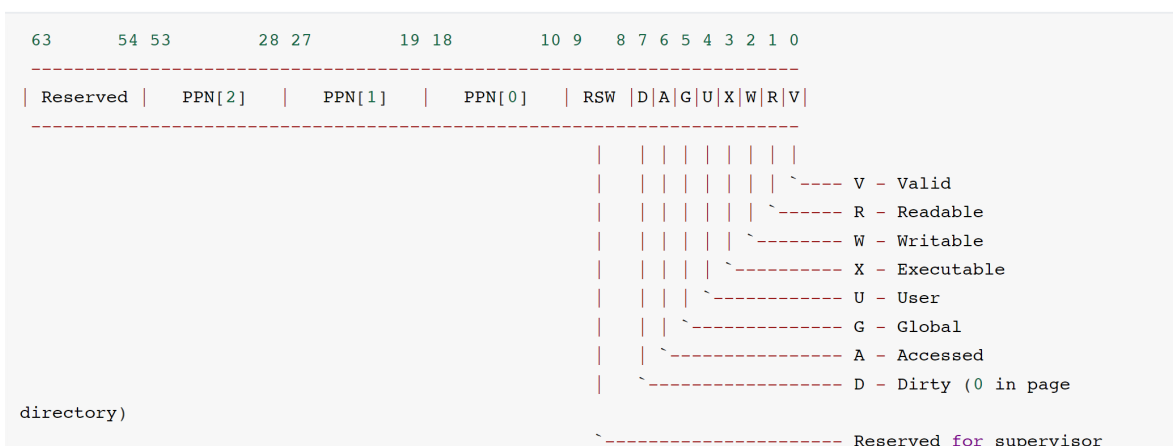 63 54 53 28 27 19 18 10 9 8 7 6 5 4 3 2 1 0
-----------------------------------------------------------------------
| Reserved | PPN[2] | PPN[1] | PPN[0] | RSW |D|A|G|U|X|W|R|V|
-----------------------------------------------------------------------
| | | | | | | | |
| | | | | | | | `---- V - Valid
| | | | | | | `------ R - Readable
| | | | | | `-------- W - Writable
| | | | | `---------- X - Executable
| | | | `------------ U - User
| | | `-------------- G - Global
| | `---------------- A - Accessed
| `------------------ D - Dirty (0 in page
directory)
`---------------------- Reserved for supervisor